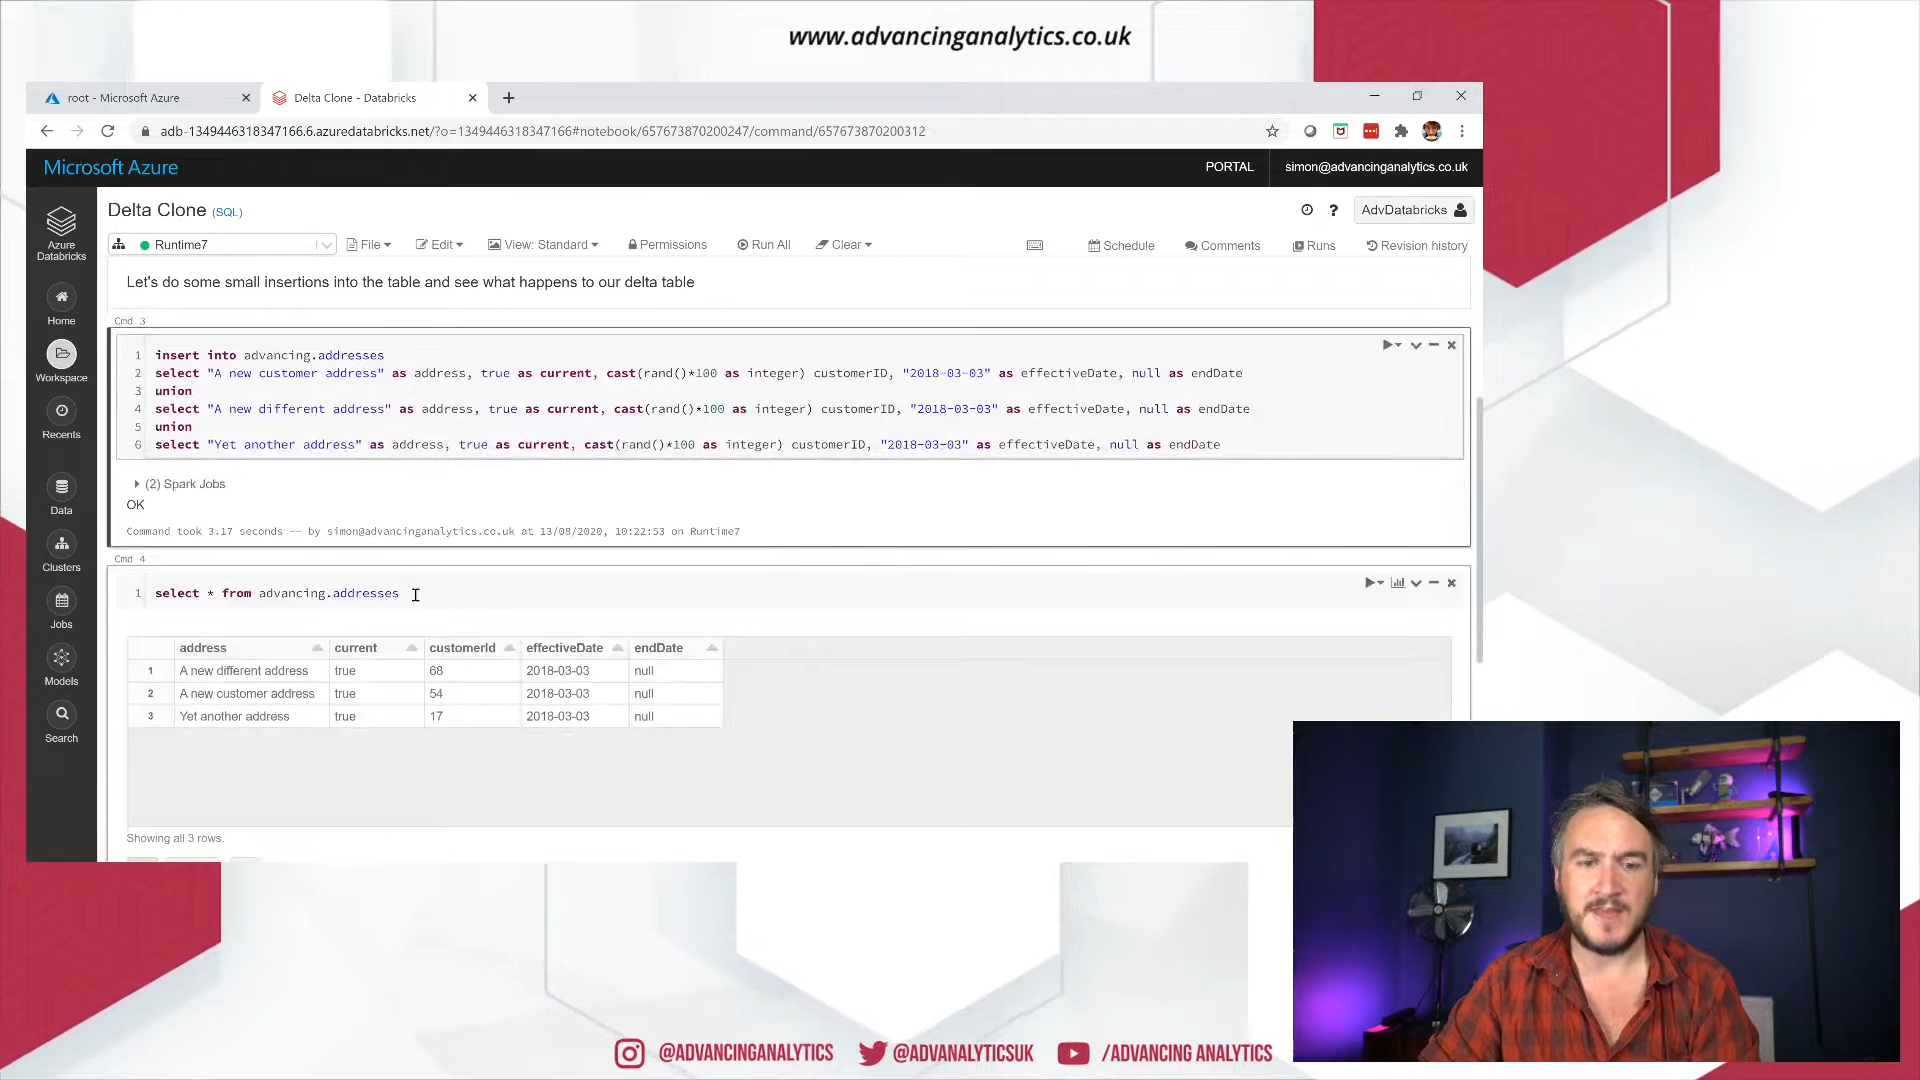 www.advancinganalytics.co.uk
root - Microsoft Azure
Delta Clone - Databricks
adb-1349446318347166.6.azuredatabricks.net/?o=1349446318347166#notebook/657673870200247/command/657673870200312
Microsoft Azure
PORTAL
simon@advancinganalytics.co.uk
Azure Databricks
Home
Workspace
Recents
Data
Clusters
Jobs
Models
Search
Delta Clone (SQL)
? AdvDatabricks
Runtime7 File Edit View: Standard Permissions Run All Clear Schedule Comments Runs Revision history
Let's do some small insertions into the table and see what happens to our delta table
Cmd 3
1 insert into advancing.addresses
2 select "A new customer address" as address, true as current, cast(rand()*100 as integer) customerID, "2018-03-03" as effectiveDate, null as endDate
3 union
4 select "A new different address" as address, true as current, cast(rand()*100 as integer) customerID, "2018-03-03" as effectiveDate, null as endDate
5 union
6 select "Yet another address" as address, true as current, cast(rand()*100 as integer) customerID, "2018-03-03" as effectiveDate, null as endDate
(2) Spark Jobs
OK
Command took 3.17 seconds -- by simon@advancinganalytics.co.uk at 13/08/2020, 10:22:53 on Runtime7
Cmd 4
1 select * from advancing.addresses
address current customerId effectiveDate endDate
1 A new different address true 68 2018-03-03 null
2 A new customer address true 54 2018-03-03 null
3 Yet another address true 17 2018-03-03 null
Showing all 3 rows.
@ADVANCINGANALYTICS @ADVANALYTICSUK /ADVANCING ANALYTICS